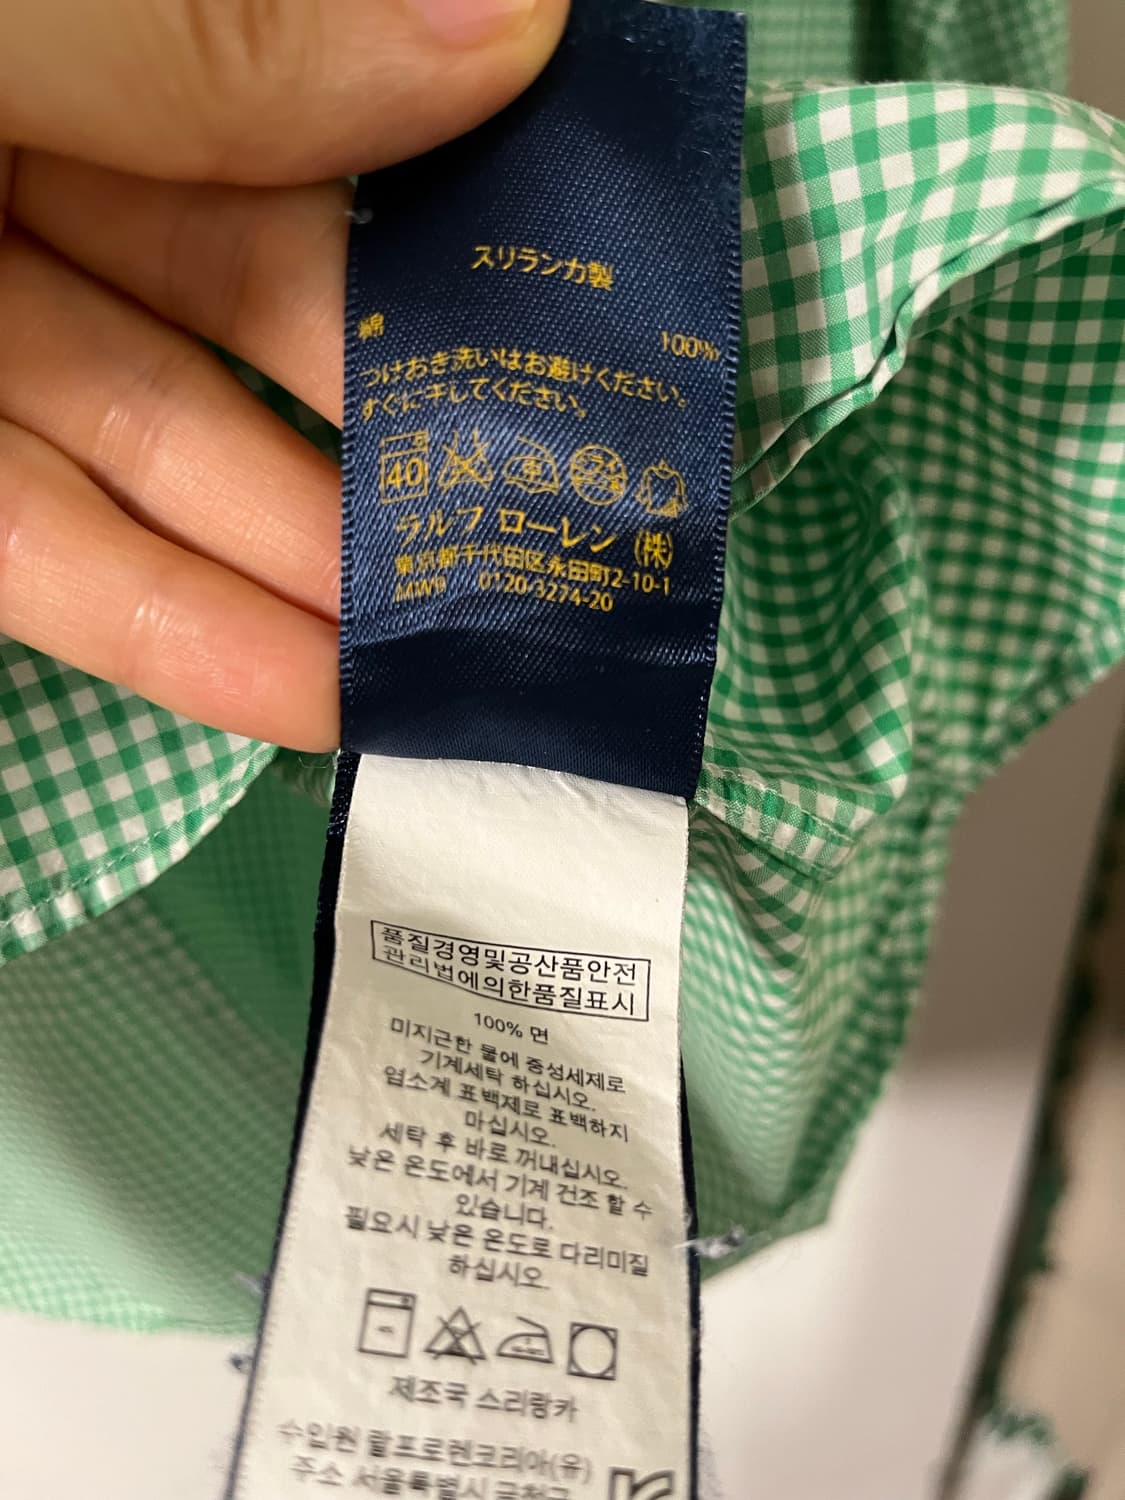 スリランカ製
綿 100%
つけおき洗いはお避けください。
すぐに干してください。
40 中 ドライ
ラルフ ローレン (株)
東京都千代田区永田町2-10-1
0120-3274-20
품질경영및공산품안전
관리법에의한품질표시
100% 면
미지근한 물에 중성세제로
기계세탁 하십시오.
염소계 표백제로 표백하지
마십시오.
세탁 후 바로 꺼내십시오.
낮은 온도에서 기계 건조 할 수
있습니다.
필요시 낮은 온도로 다리미질
하십시오.
제조국 스리랑카
수입원 랄프로렌코리아(유)
주소 서울특별시